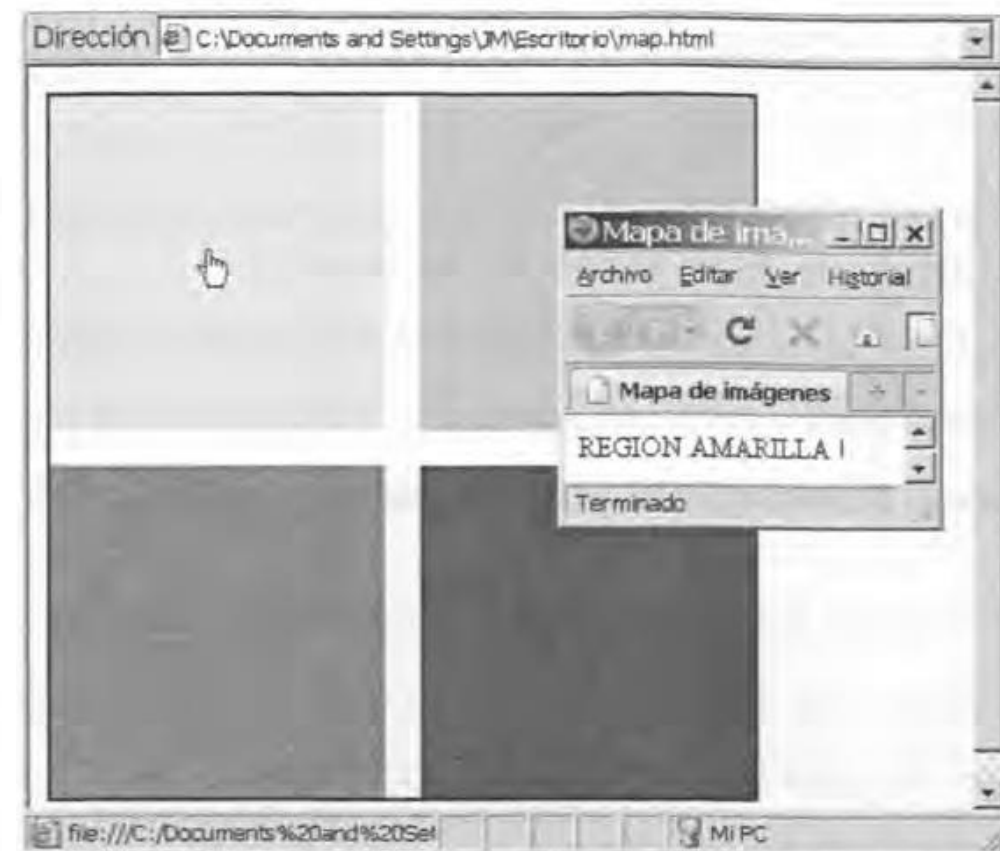 Dirección C:\Documents and Settings\JM\Escritorio\map.html
Mapa de imá...
Archivo Editar Ver Historial
Mapa de imágenes
REGION AMARILLA !
Terminado
file:///C:/Documents%20and%20Set
Mi PC